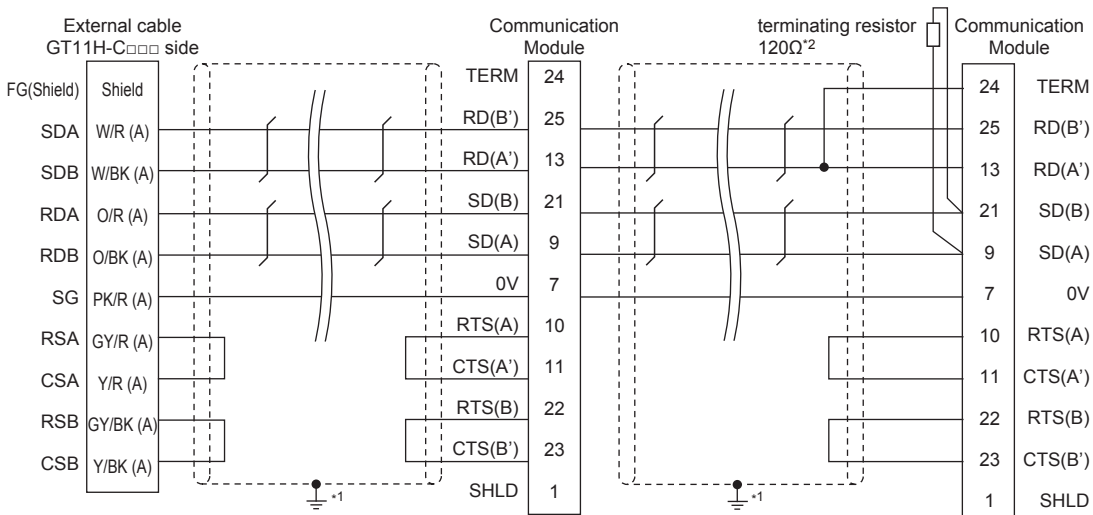 External cable
GT11H-C□□□ side
Communication
Module
terminating resistor
120Ω*2
Communication
Module
FG(Shield) Shield TERM 24 24 TERM
SDA W/R (A) RD(B') 25 25 RD(B')
SDB W/BK (A) RD(A') 13 13 RD(A')
RDA O/R (A) SD(B) 21 21 SD(B)
RDB O/BK (A) SD(A) 9 9 SD(A)
SG PK/R (A) 0V 7 7 0V
RSA GY/R (A) RTS(A) 10 10 RTS(A)
CSA Y/R (A) CTS(A') 11 11 CTS(A')
RSB GY/BK (A) RTS(B) 22 22 RTS(B)
CSB Y/BK (A) CTS(B') 23 23 CTS(B')
*1 SHLD 1 *1 1 SHLD